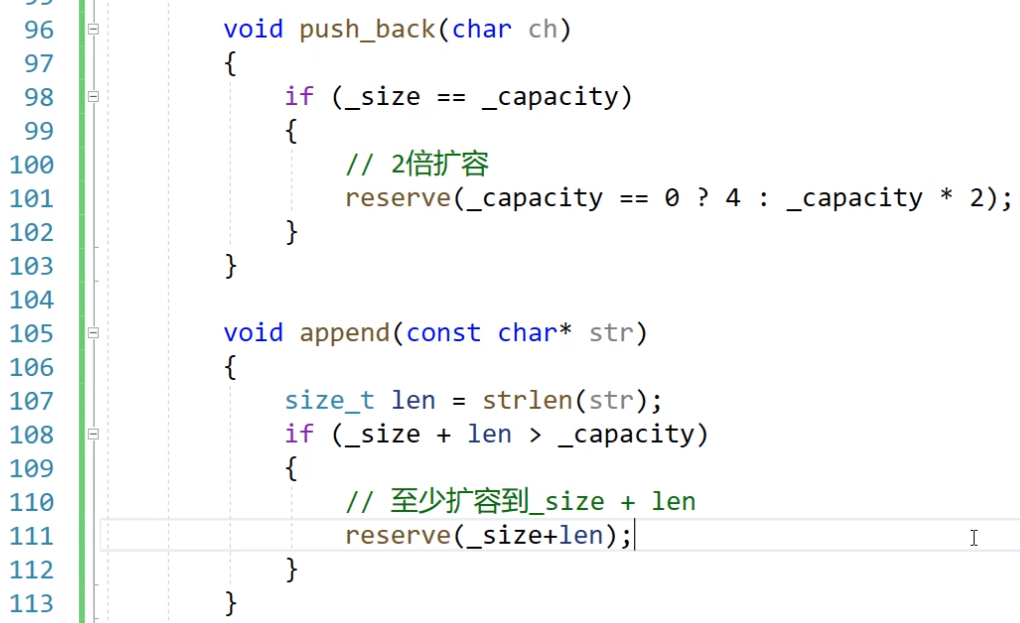 96 void push_back(char ch)
97 {
98 if (_size == _capacity)
99 {
100 // 2倍扩容
101 reserve(_capacity == 0 ? 4 : _capacity * 2);
102 }
103 }
104
105 void append(const char* str)
106 {
107 size_t len = strlen(str);
108 if (_size + len > _capacity)
109 {
110 // 至少扩容到_size + len
111 reserve(_size+len);
112 }
113 }